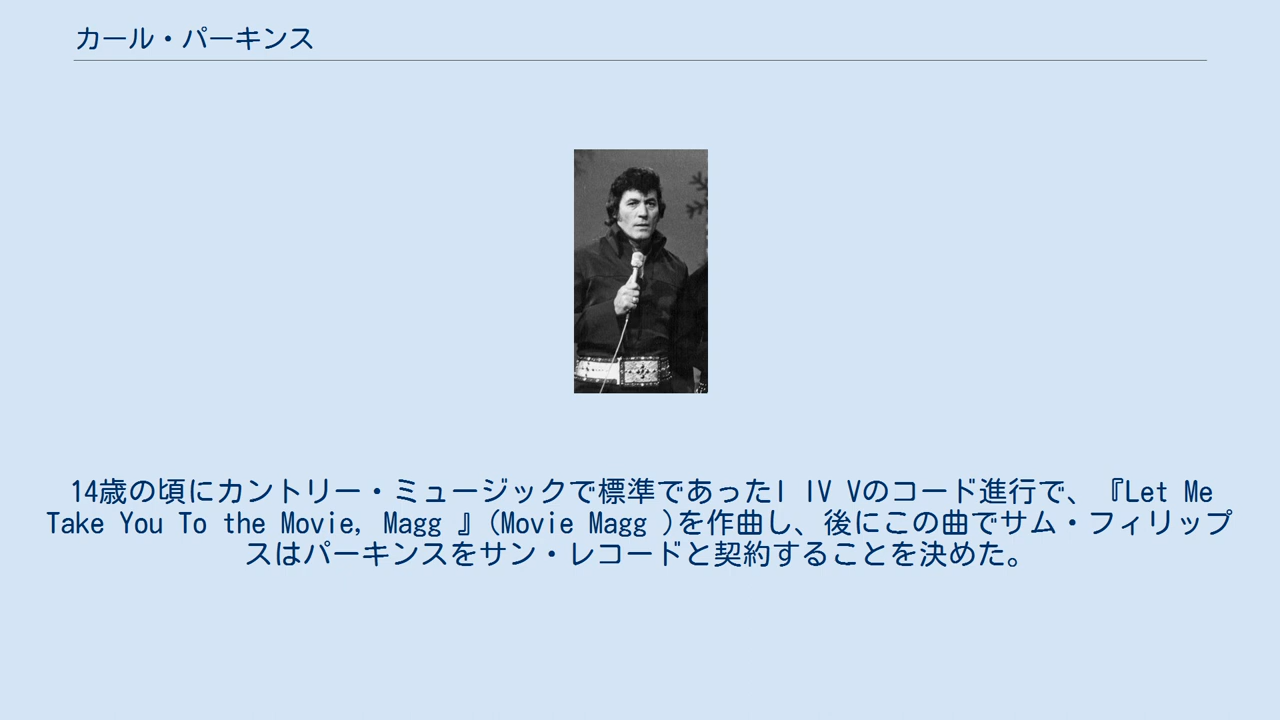 カール・パーキンス
14歳の頃にカントリー・ミュージックで標準であったI IV Vのコード進行で、『Let Me
Take You To the Movie, Magg 』(Movie Magg )を作曲し、後にこの曲でサム・フィリップ
スはパーキンスをサン・レコードと契約することを決めた。